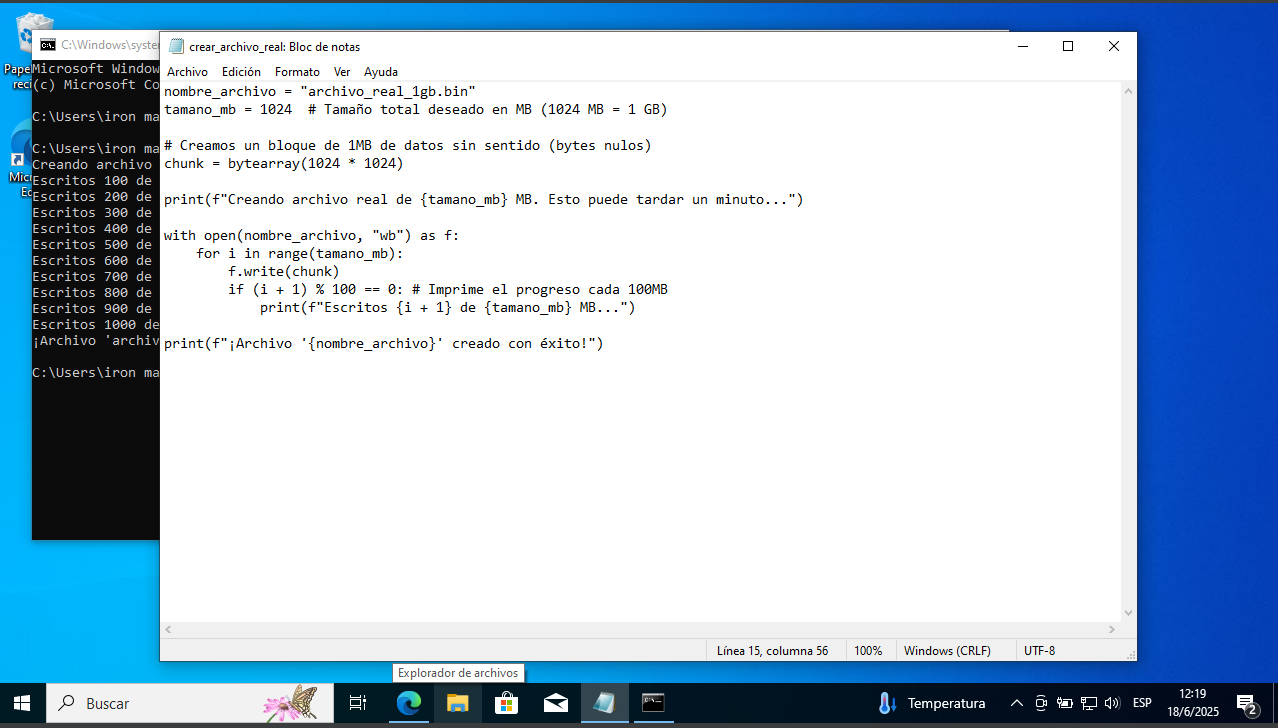 Pape
reci
Micr
Ed
C:\Windows\syste
Microsoft Window
(c) Microsoft Co
C:\Users\iron ma
C:\Users\iron ma
Creando archivo
Escritos 100 de
Escritos 200 de
Escritos 300 de
Escritos 400 de
Escritos 500 de
Escritos 600 de
Escritos 700 de
Escritos 800 de
Escritos 900 de
Escritos 1000 de
¡Archivo 'archiv
C:\Users\iron ma
crear_archivo_real: Bloc de notas
Archivo Edición Formato Ver Ayuda
nombre_archivo = "archivo_real_1gb.bin"
tamano_mb = 1024  # Tamaño total deseado en MB (1024 MB = 1 GB)
# Creamos un bloque de 1MB de datos sin sentido (bytes nulos)
chunk = bytearray(1024 * 1024)
print(f"Creando archivo real de {tamano_mb} MB. Esto puede tardar un minuto...")
with open(nombre_archivo, "wb") as f:
    for i in range(tamano_mb):
        f.write(chunk)
        if (i + 1) % 100 == 0: # Imprime el progreso cada 100MB
            print(f"Escritos {i + 1} de {tamano_mb} MB...")
print(f"¡Archivo '{nombre_archivo}' creado con éxito!")
Línea 15, columna 56 100% Windows (CRLF) UTF-8
Explorador de archivos
Buscar
Temperatura
ESP
12:19
18/6/2025
2